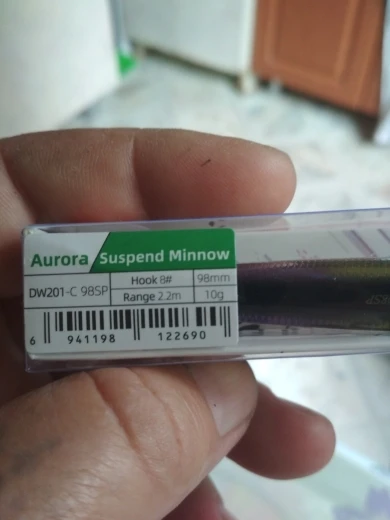 Aurora Suspend Minnow
DW201-C 98SP
Hook 8# 98mm
Range 2.2m 10g
6 941198 122690